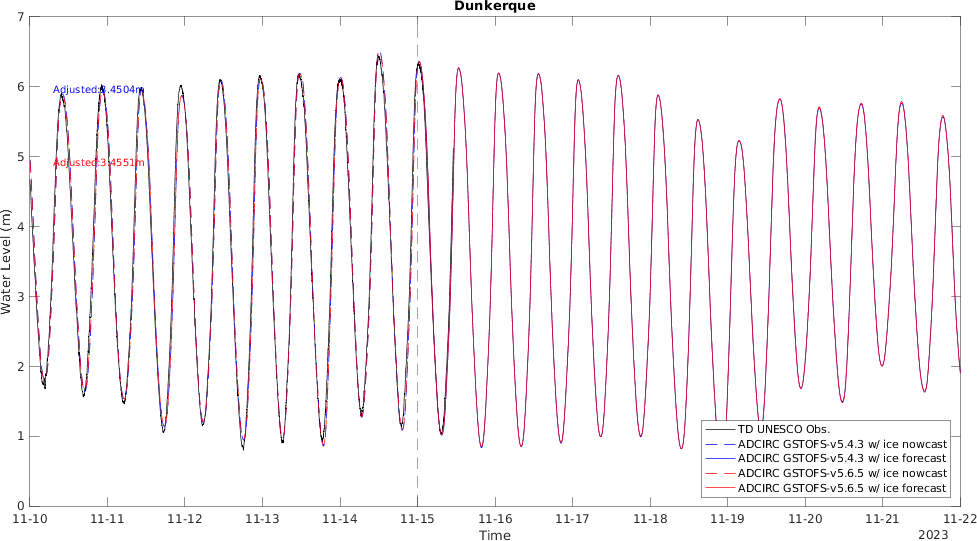 Dunkerque
7
6
5
4
3
2
1
0
Water Level (m)
Adjusted:3.4504m
Adjusted:3.4551m
TD UNESCO Obs.
ADCIRC GSTOFS-v5.4.3 w/ ice nowcast
ADCIRC GSTOFS-v5.4.3 w/ ice forecast
ADCIRC GSTOFS-v5.6.5 w/ ice nowcast
ADCIRC GSTOFS-v5.6.5 w/ ice forecast
11-10 11-11 11-12 11-13 11-14 11-15 11-16 11-17 11-18 11-19 11-20 11-21 11-22
Time
2023